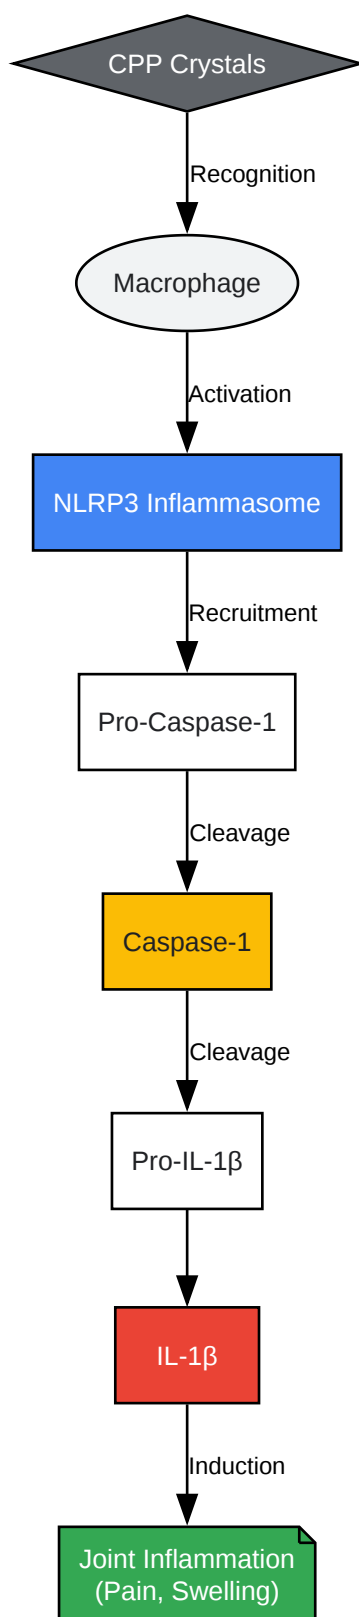 CPP Crystals
Recognition
Macrophage
Activation
NLRP3 Inflammasome
Recruitment
Pro-Caspase-1
Cleavage
Caspase-1
Cleavage
Pro-IL-1β
IL-1β
Induction
Joint Inflammation
(Pain, Swelling)